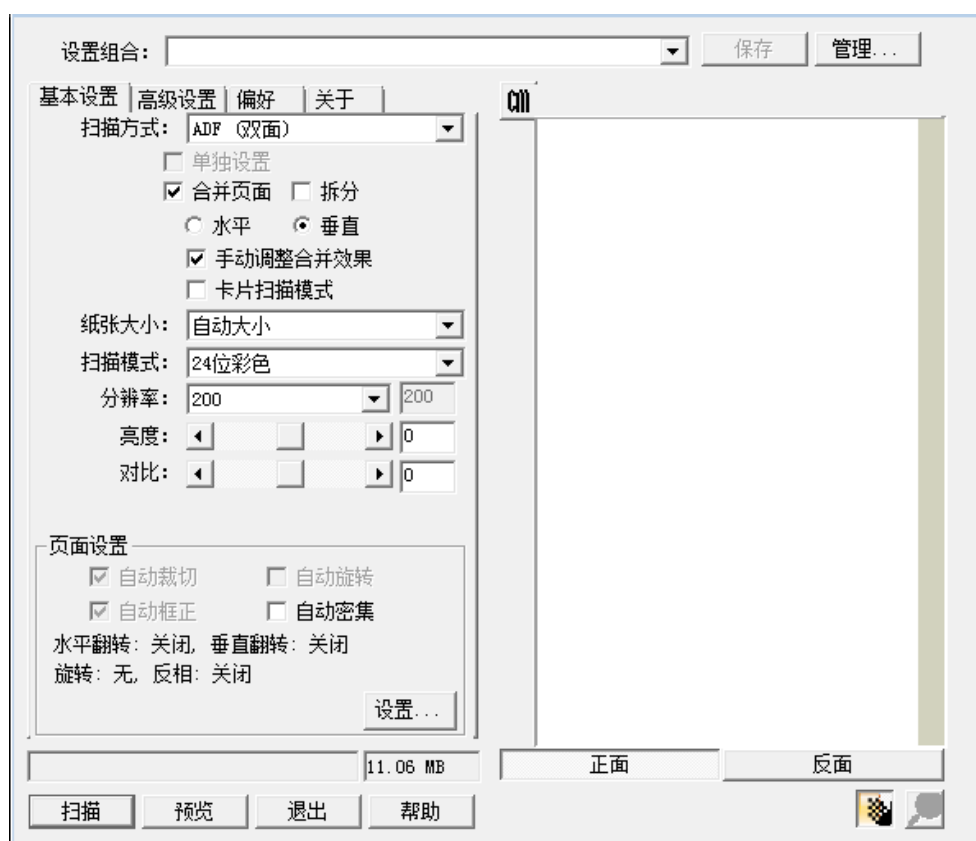 设置组合: 保存 管理...
基本设置 高级设置 偏好 关于 cm
扫描方式: ADF (双面)
单独设置
合并页面 拆分
水平 垂直
手动调整合并效果
卡片扫描模式
纸张大小: 自动大小
扫描模式: 24位彩色
分辨率: 200 200
亮度: 0
对比: 0
页面设置
自动裁切 自动旋转
自动框正 自动密集
水平翻转: 关闭, 垂直翻转: 关闭
旋转: 无, 反相: 关闭
设置...
11.06 MB 正面 反面
扫描 预览 退出 帮助